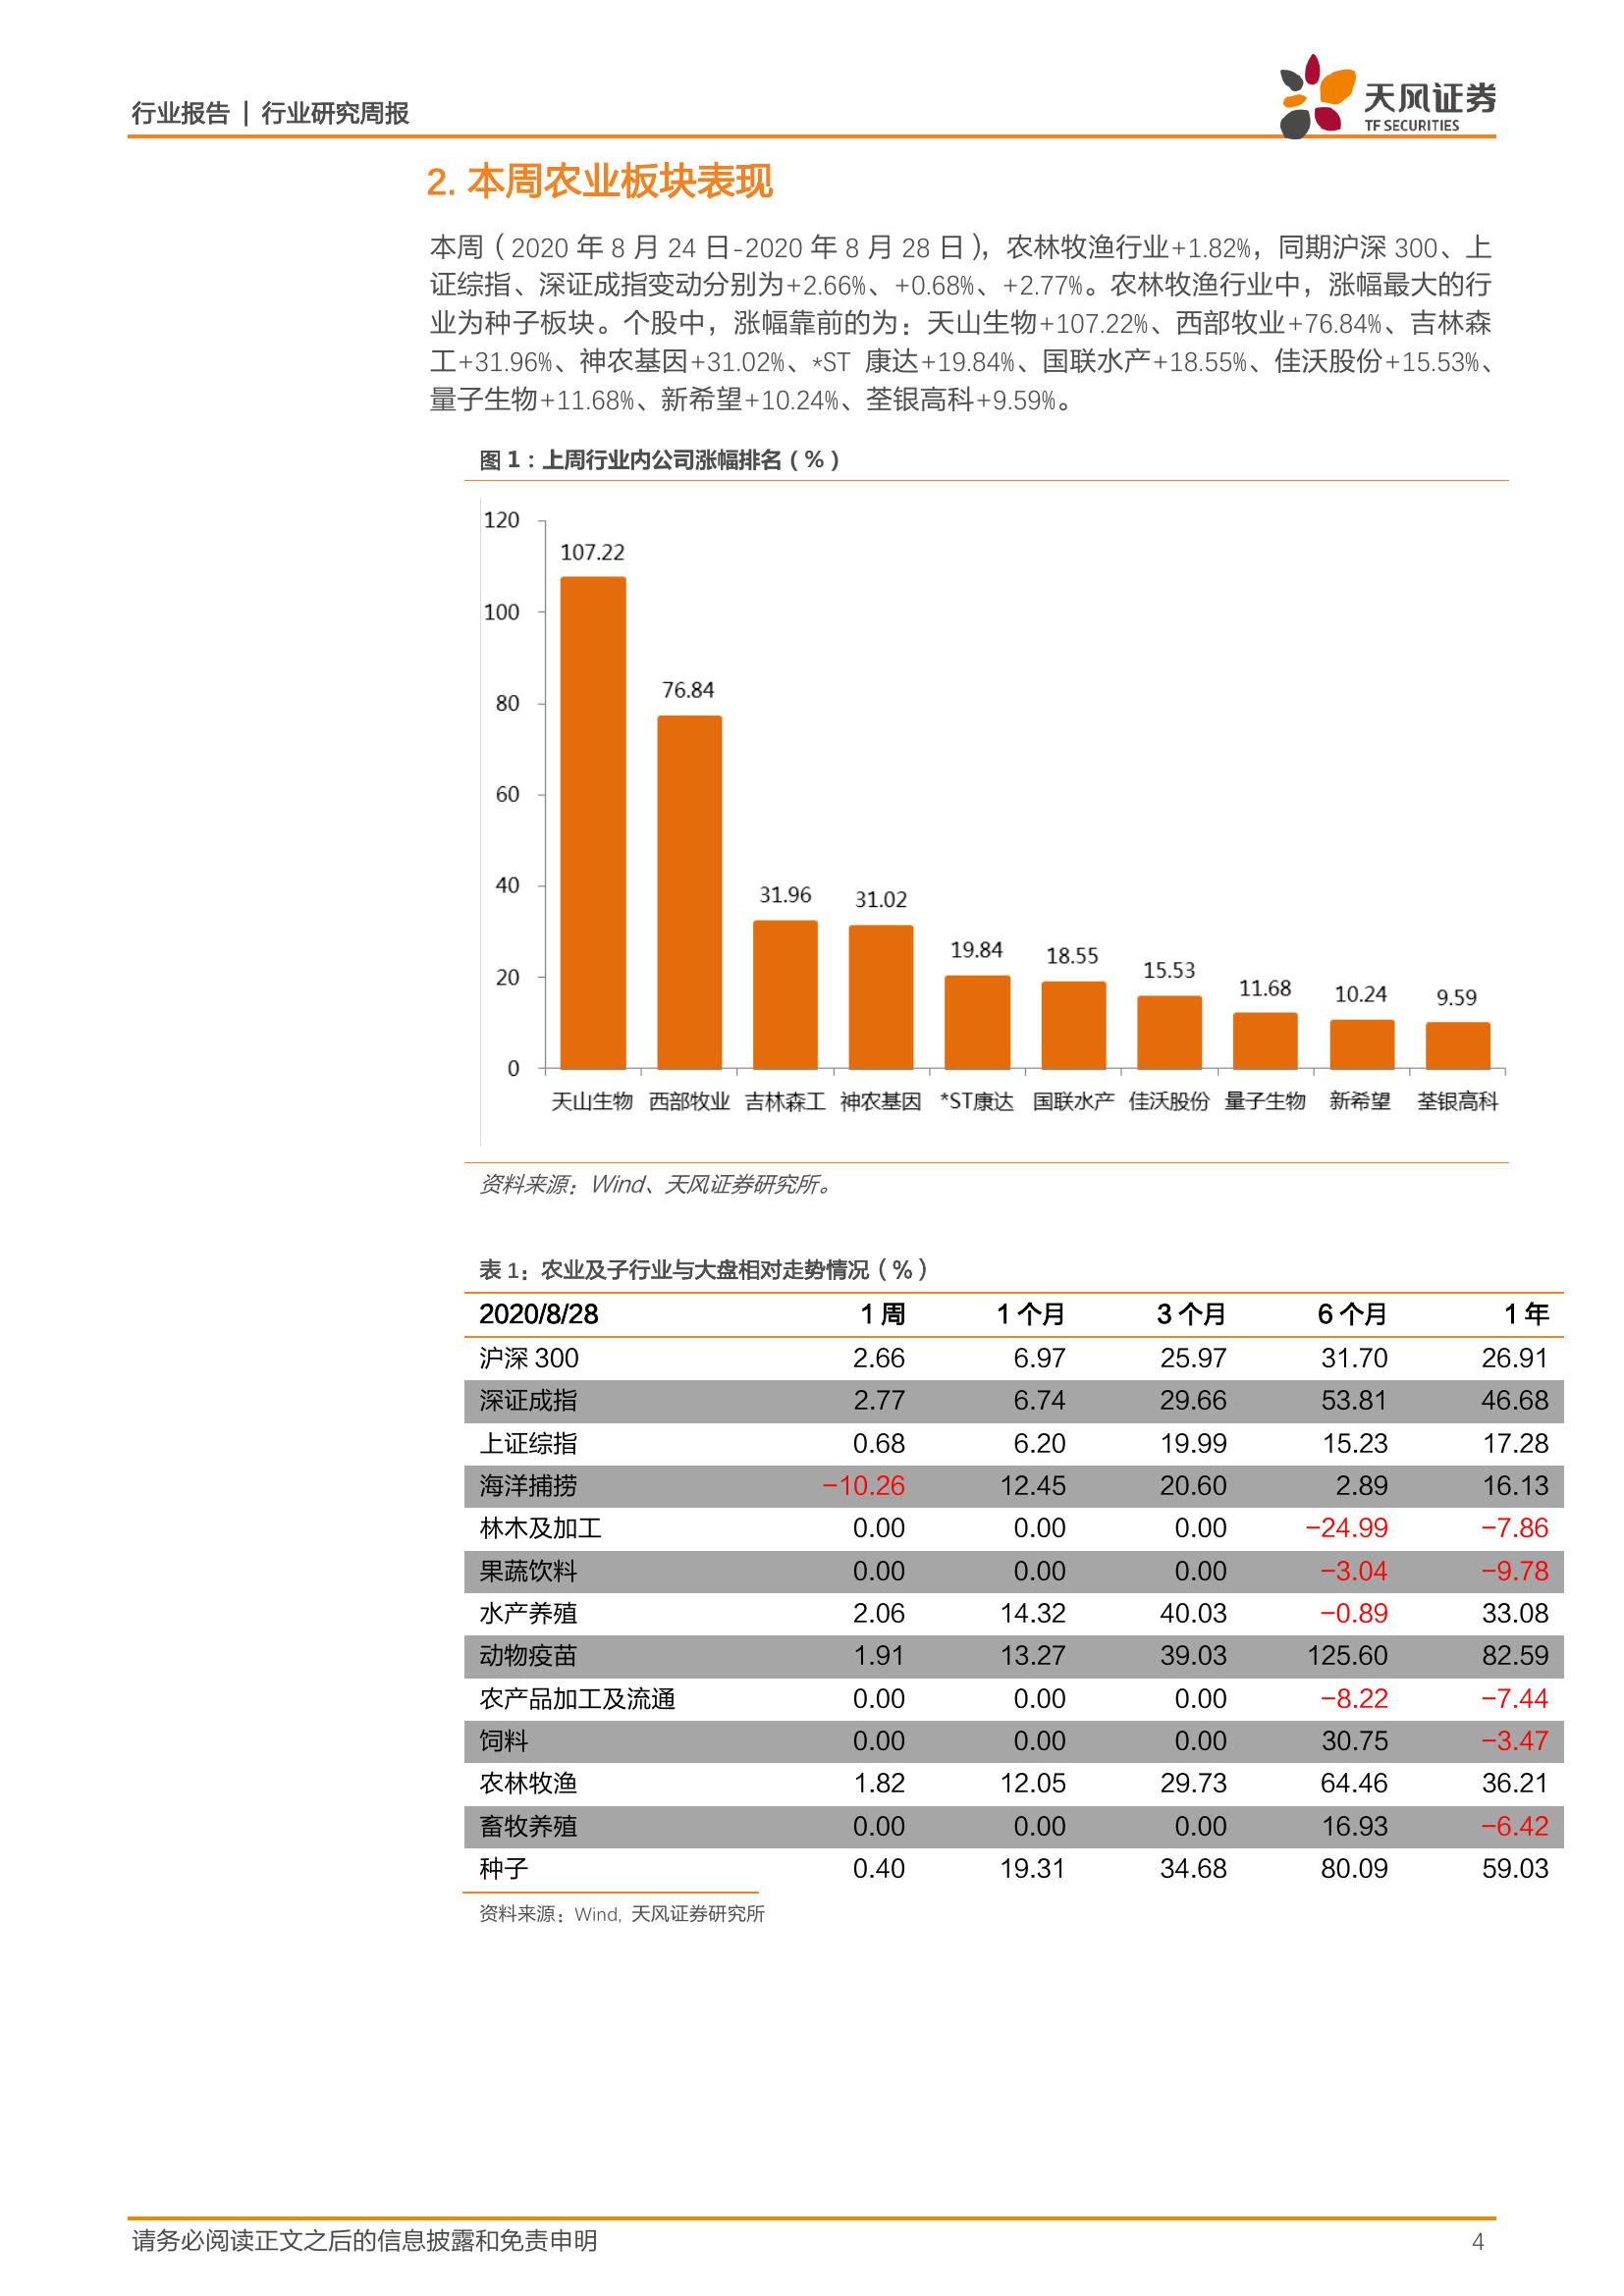 行业报告 | 行业研究周报
天风证券
TF SECURITIES
2. 本周农业板块表现
本周（2020 年 8 月 24 日-2020 年 8 月 28 日），农林牧渔行业+1.82%，同期沪深 300、上
证综指、深证成指变动分别为+2.66%、+0.68%、+2.77%。农林牧渔行业中，涨幅最大的行
业为种子板块。个股中，涨幅靠前的为：天山生物+107.22%、西部牧业+76.84%、吉林森
工+31.96%、神农基因+31.02%、*ST 康达+19.84%、国联水产+18.55%、佳沃股份+15.53%、
量子生物+11.68%、新希望+10.24%、荃银高科+9.59%。
图 1：上周行业内公司涨幅排名（%）
120
100
80
60
40
20
0
107.22
76.84
31.96
31.02
19.84
18.55
15.53
11.68
10.24
9.59
天山生物 西部牧业 吉林森工 神农基因 *ST康达 国联水产 佳沃股份 量子生物 新希望 荃银高科
资料来源：Wind、天风证券研究所。
表 1：农业及子行业与大盘相对走势情况（%）
2020/8/28 1 周 1 个月 3 个月 6 个月 1 年
沪深 300 2.66 6.97 25.97 31.70 26.91
深证成指 2.77 6.74 29.66 53.81 46.68
上证综指 0.68 6.20 19.99 15.23 17.28
海洋捕捞 -10.26 12.45 20.60 2.89 16.13
林木及加工 0.00 0.00 0.00 -24.99 -7.86
果蔬饮料 0.00 0.00 0.00 -3.04 -9.78
水产养殖 2.06 14.32 40.03 -0.89 33.08
动物疫苗 1.91 13.27 39.03 125.60 82.59
农产品加工及流通 0.00 0.00 0.00 -8.22 -7.44
饲料 0.00 0.00 0.00 30.75 -3.47
农林牧渔 1.82 12.05 29.73 64.46 36.21
畜牧养殖 0.00 0.00 0.00 16.93 -6.42
种子 0.40 19.31 34.68 80.09 59.03
资料来源：Wind, 天风证券研究所
请务必阅读正文之后的信息披露和免责申明 4